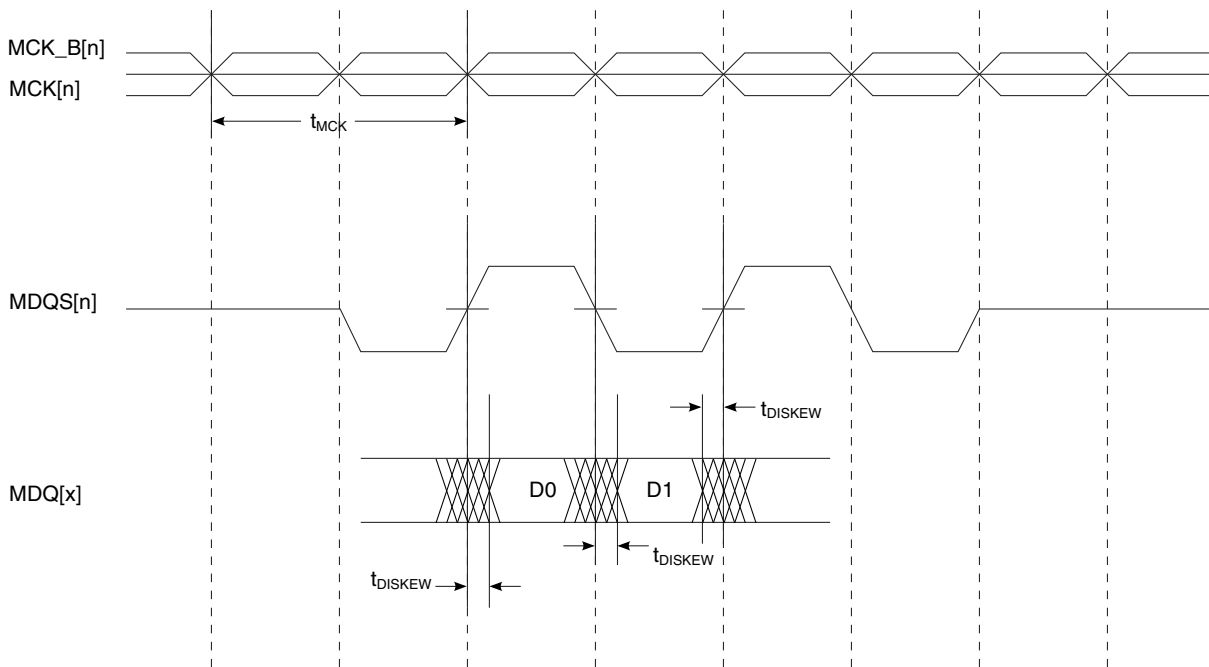 MCK_B[n]
MCK[n]
tMCK
MDQS[n]
tDISKEW
MDQ[x]
D0
D1
tDISKEW
tDISKEW